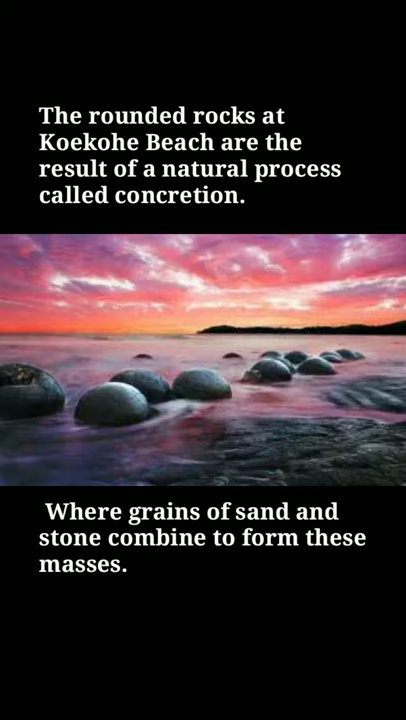 The rounded rocks at
Koekohe Beach are the
result of a natural process
called concretion.
Where grains of sand and
stone combine to form these
masses.